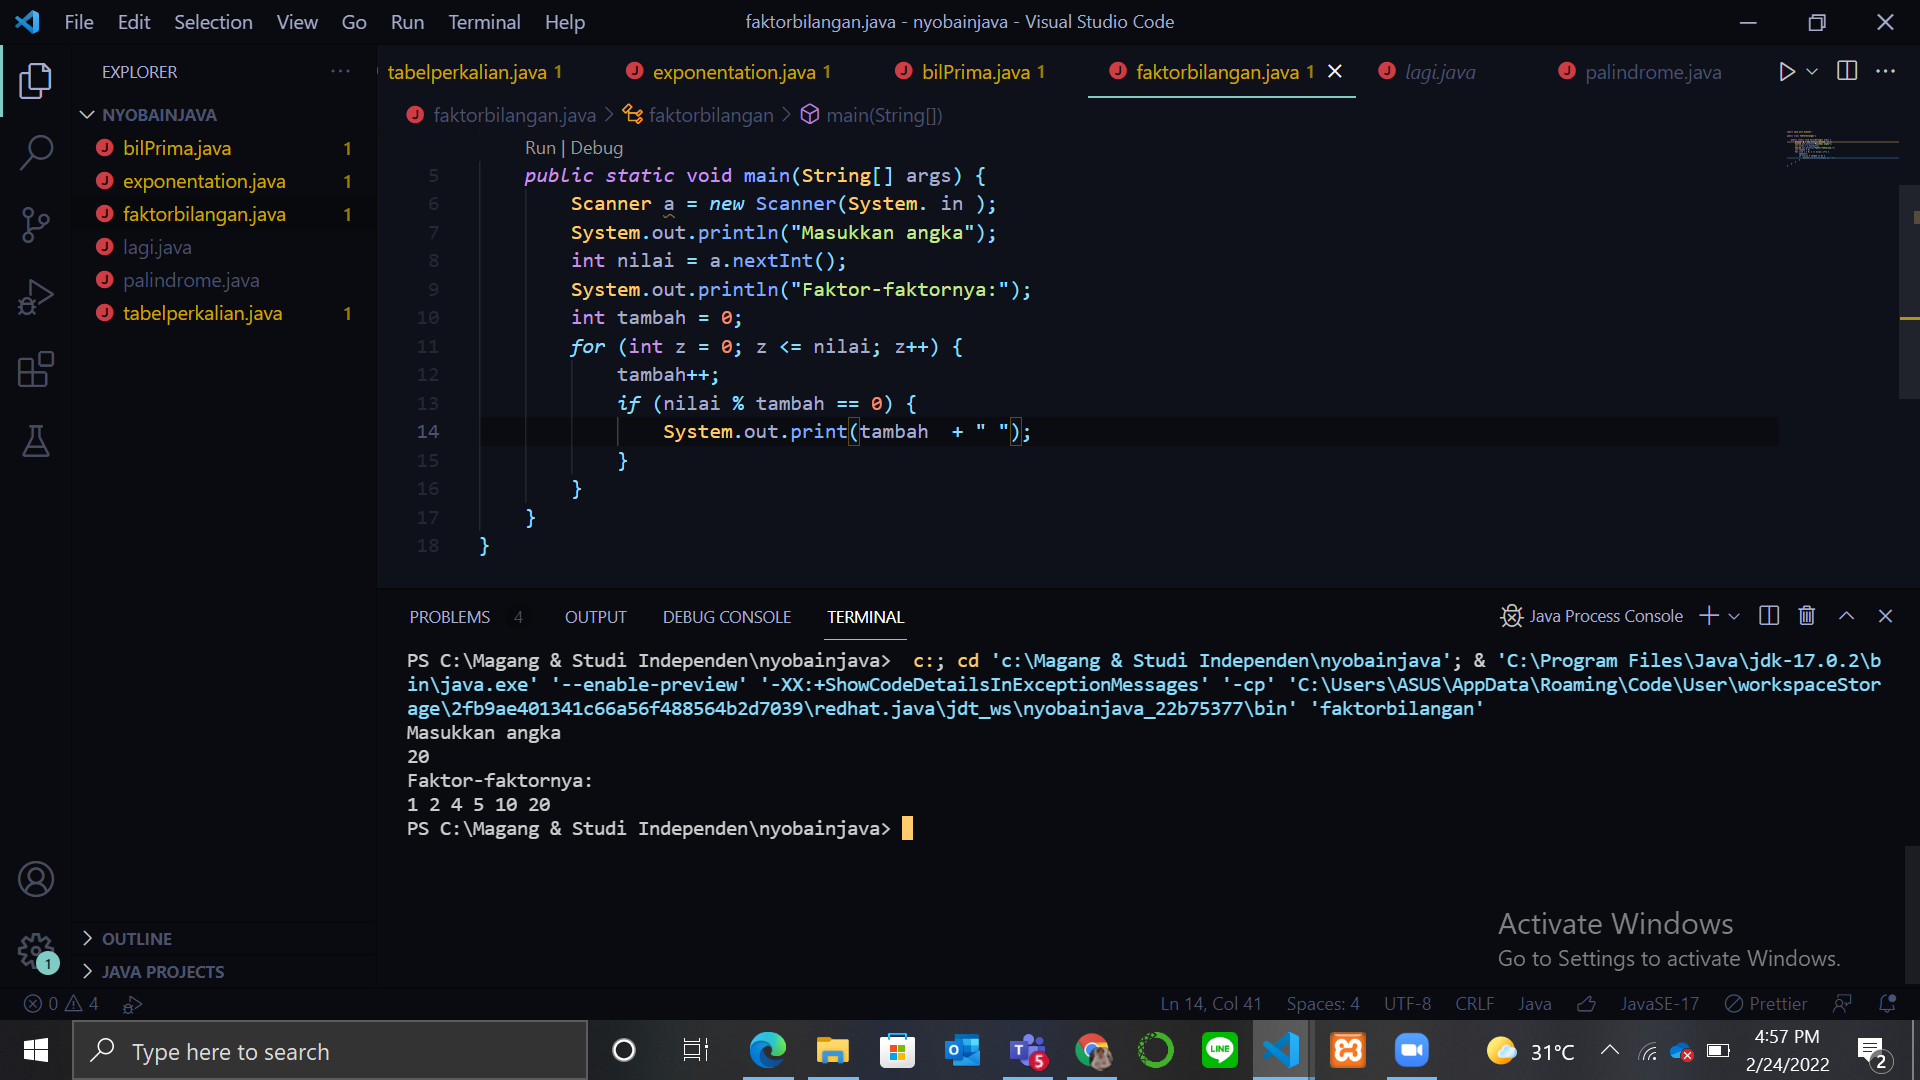 File Edit Selection View Go Run Terminal Help
faktorbilangan.java - nyobainjava - Visual Studio Code
EXPLORER
NYOBAINJAVA
bilPrima.java 1
exponentation.java 1
faktorbilangan.java 1
lagi.java
palindrome.java
tabelperkalian.java 1
OUTLINE
JAVA PROJECTS
tabelperkalian.java 1 exponentation.java 1 bilPrima.java 1 faktorbilangan.java 1 lagi.java palindrome.java
faktorbilangan.java > faktorbilangan > main(String[])
Run | Debug
5 public static void main(String[] args) {
6 Scanner a = new Scanner(System. in );
7 System.out.println("Masukkan angka");
8 int nilai = a.nextInt();
9 System.out.println("Faktor-faktornya:");
10 int tambah = 0;
11 for (int z = 0; z <= nilai; z++) {
12 tambah++;
13 if (nilai % tambah == 0) {
14 System.out.print(tambah  + " ");
15 }
16 }
17 }
18 }
PROBLEMS 4 OUTPUT DEBUG CONSOLE TERMINAL
Java Process Console
PS C:\Magang & Studi Independen\nyobainjava>  c:; cd 'c:\Magang & Studi Independen\nyobainjava'; & 'C:\Program Files\Java\jdk-17.0.2\b
in\java.exe' '--enable-preview' '-XX:+ShowCodeDetailsInExceptionMessages' '-cp' 'C:\Users\ASUS\AppData\Roaming\Code\User\workspaceStor
age\2fb9ae401341c66a56f488564b2d7039\redhat.java\jdt_ws\nyobainjava_22b75377\bin' 'faktorbilangan'
Masukkan angka
20
Faktor-faktornya:
1 2 4 5 10 20
PS C:\Magang & Studi Independen\nyobainjava>
Activate Windows
Go to Settings to activate Windows.
1
0 4
Ln 14, Col 41 Spaces: 4 UTF-8 CRLF Java JavaSE-17 Prettier
Type here to search
5
LINE
31°C
4:57 PM
2/24/2022
2